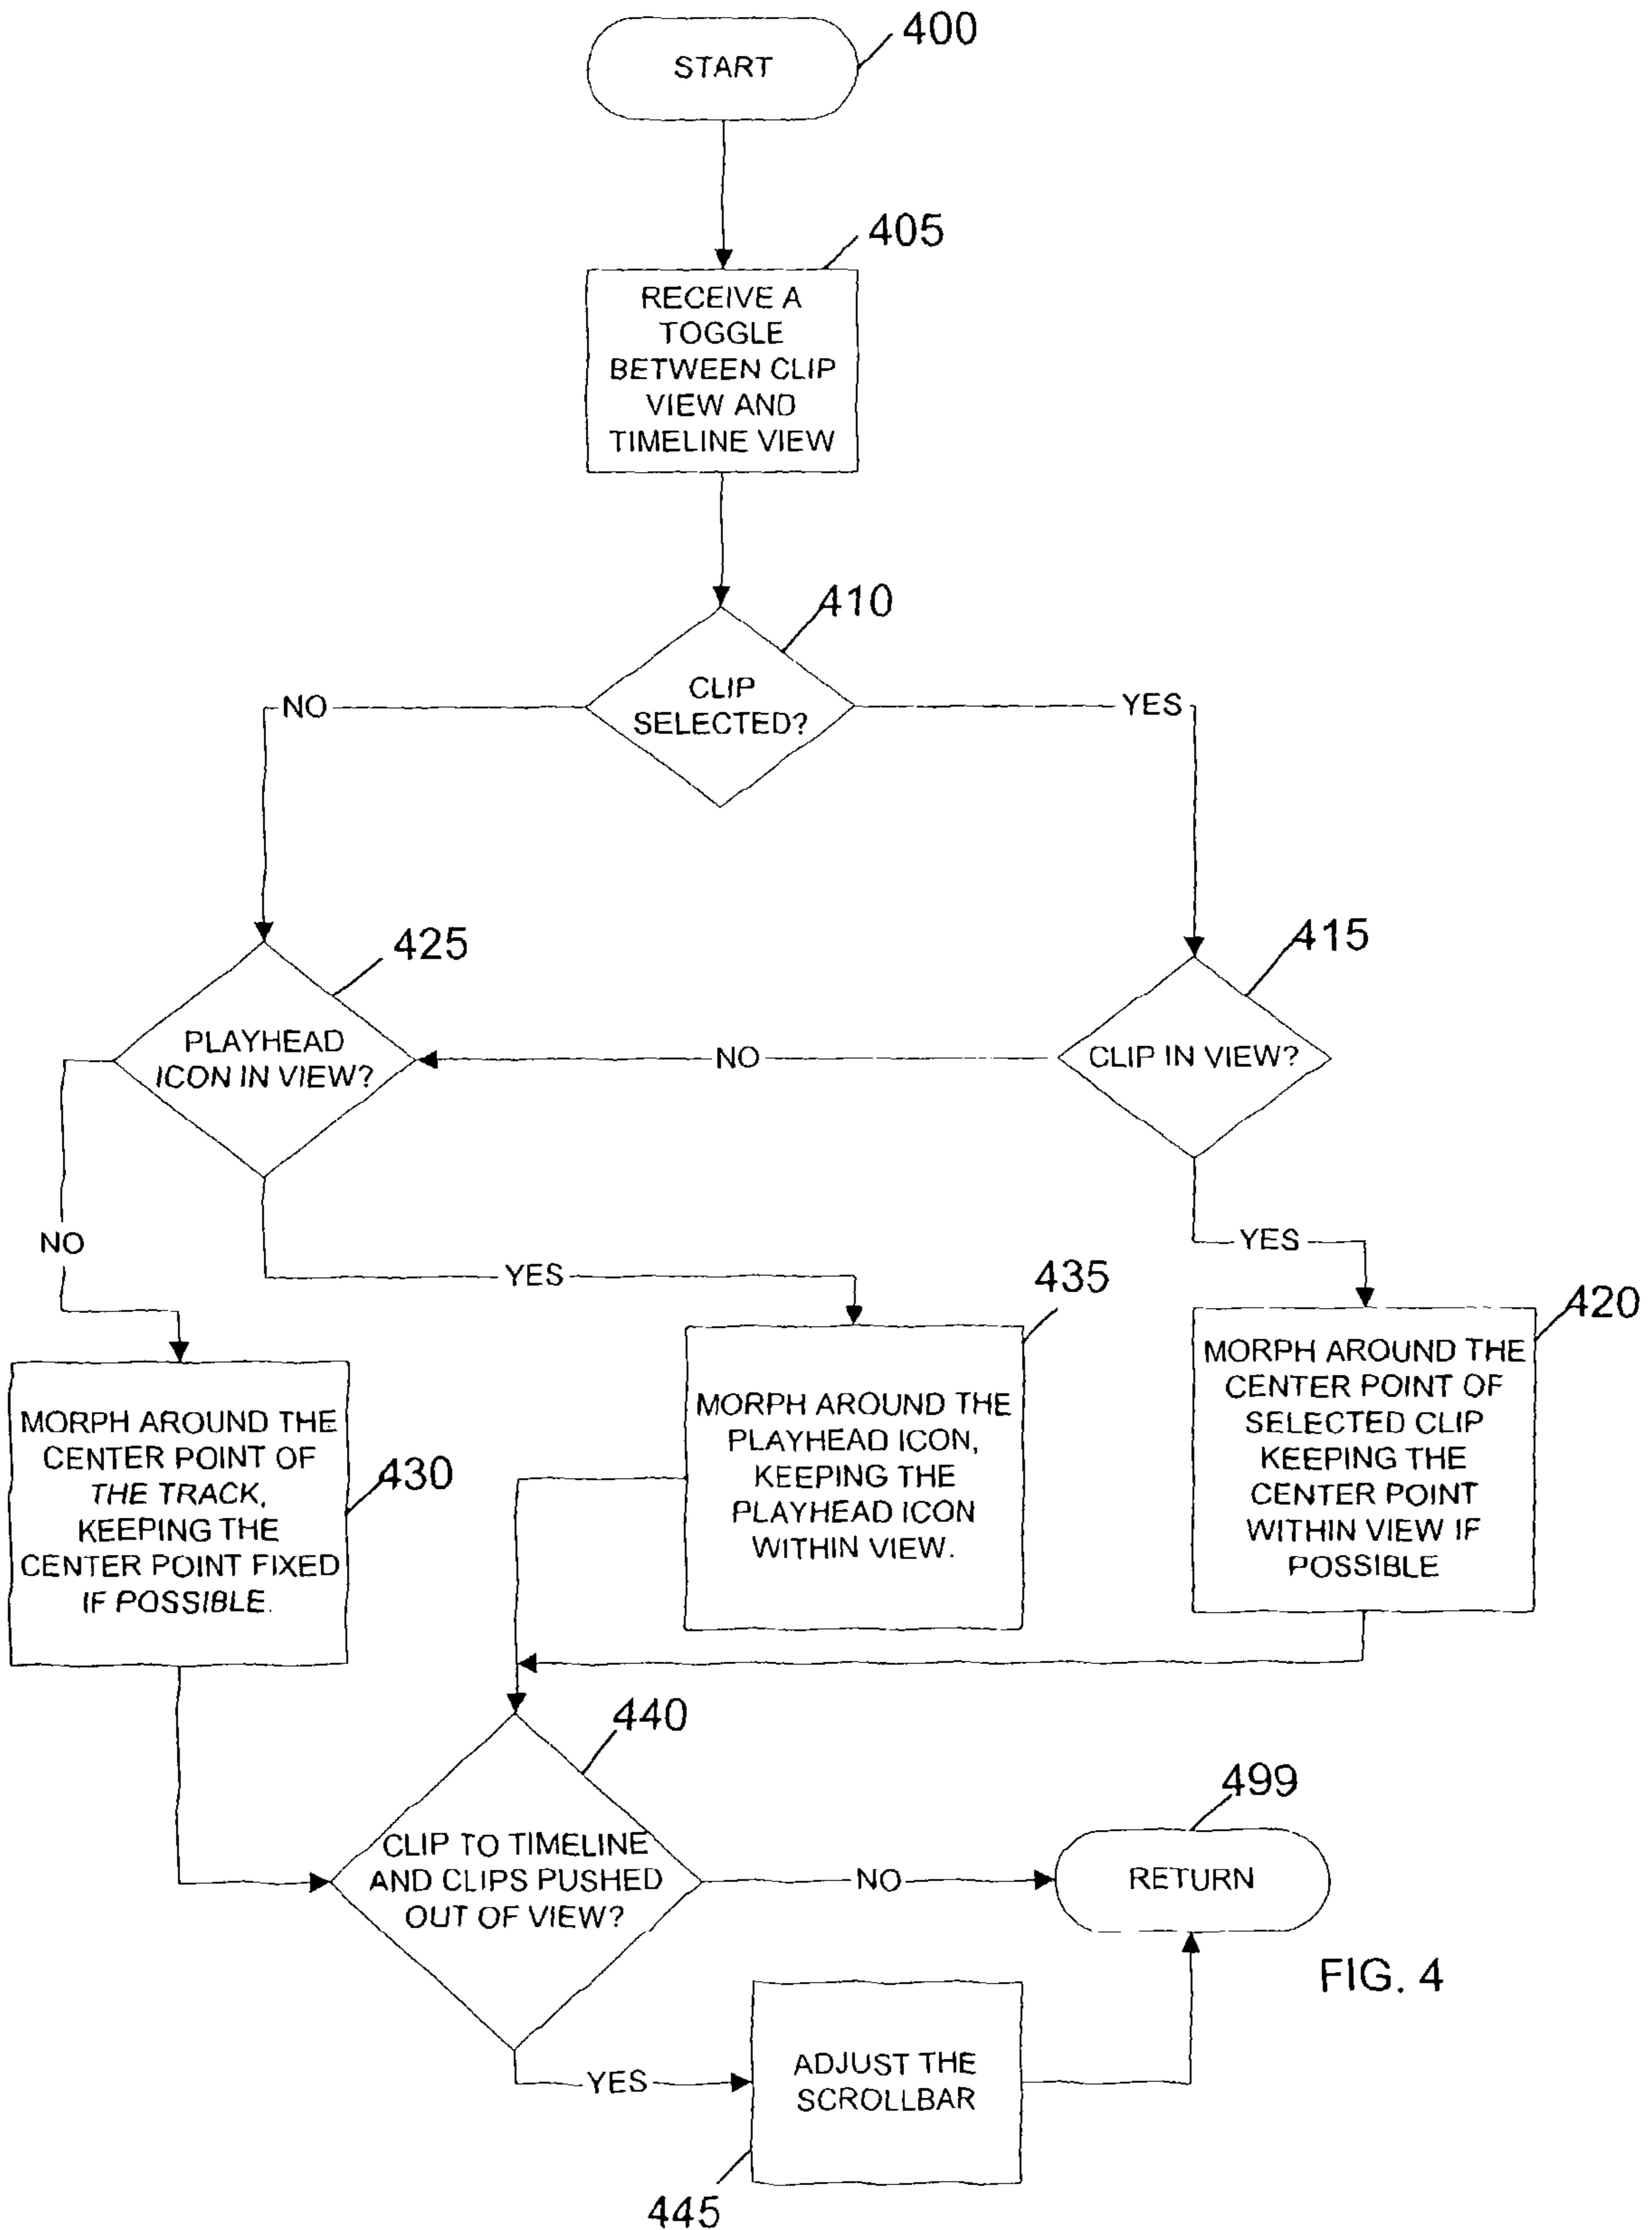 400
START
405
RECEIVE A
TOGGLE
BETWEEN CLIP
VIEW AND
TIMELINE VIEW
410
CLIP
SELECTED?
NO
YES
425
415
PLAYHEAD
ICON IN VIEW?
NO
CLIP IN VIEW?
NO
YES
YES
435
420
MORPH AROUND THE
CENTER POINT OF
THE TRACK,
KEEPING THE
CENTER POINT FIXED
IF POSSIBLE.
430
MORPH AROUND THE
PLAYHEAD ICON,
KEEPING THE
PLAYHEAD ICON
WITHIN VIEW.
MORPH AROUND THE
CENTER POINT OF
SELECTED CLIP
KEEPING THE
CENTER POINT
WITHIN VIEW IF
POSSIBLE
440
CLIP TO TIMELINE
AND CLIPS PUSHED
OUT OF VIEW?
NO
499
RETURN
FIG. 4
YES
ADJUST THE
SCROLLBAR
445